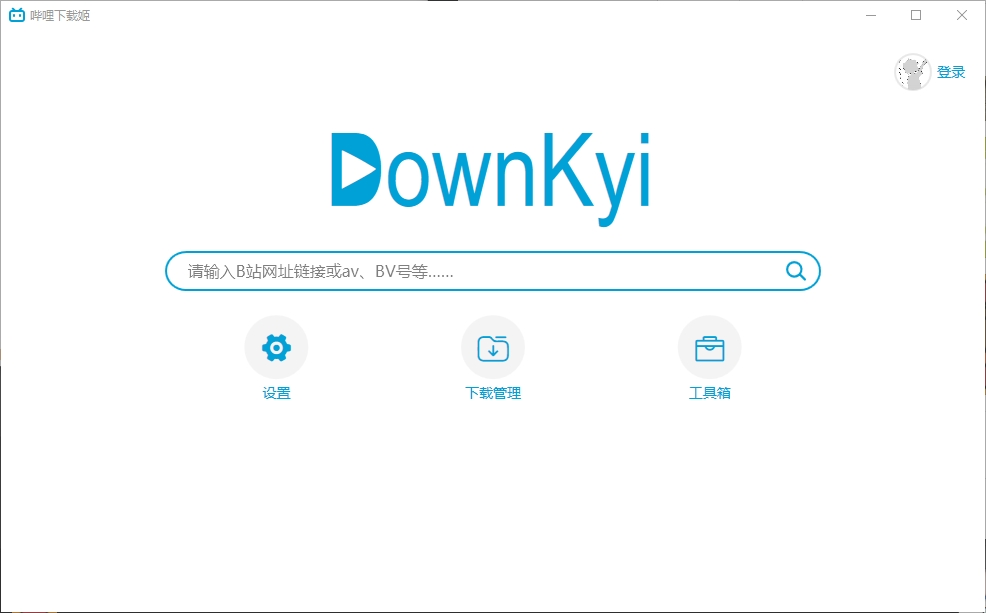 哔哩下载姬
登录
DownKyi
请输入B站网址链接或av、BV号等......
设置
下载管理
工具箱